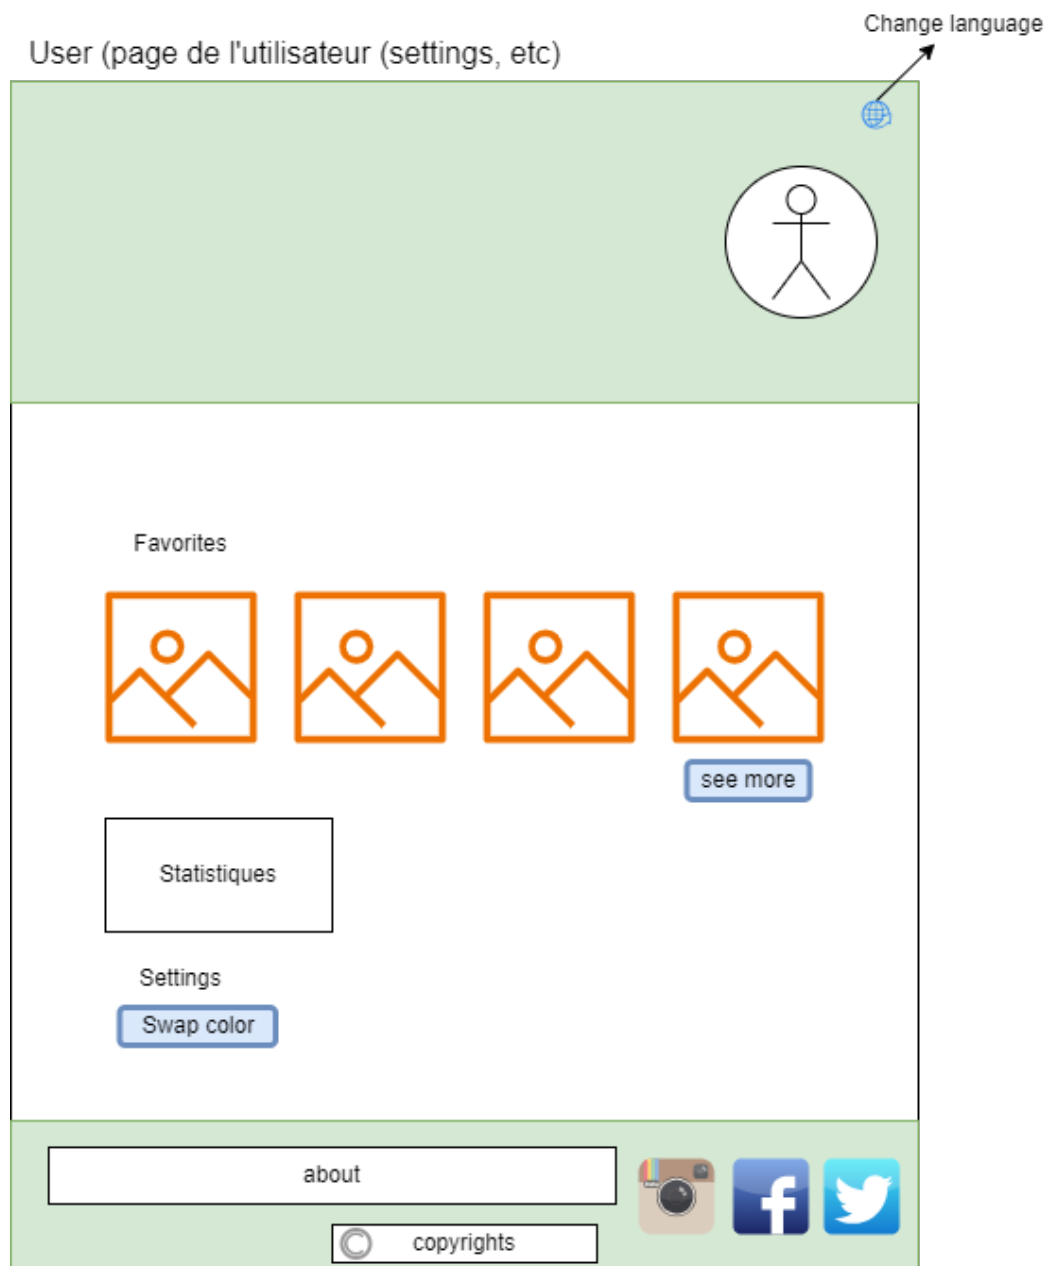 Change language
User (page de l'utilisateur (settings, etc)
Favorites
see more
Statistiques
Settings
Swap color
about
copyrights